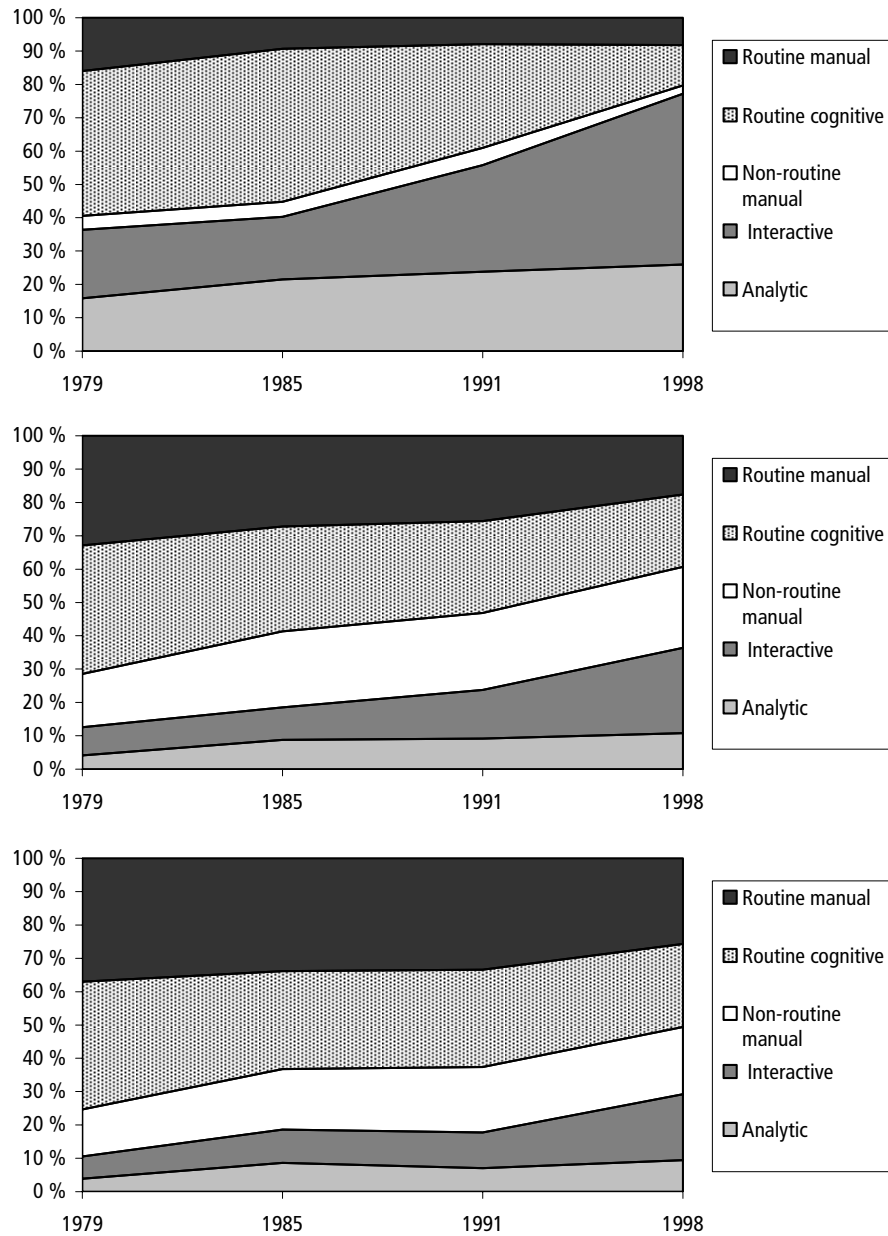 100 %
90 %
80 %
70 %
60 %
50 %
40 %
30 %
20 %
10 %
0 %
1979 1985 1991 1998
Routine manual
Routine cognitive
Non-routine
manual
Interactive
Analytic
100 %
90 %
80 %
70 %
60 %
50 %
40 %
30 %
20 %
10 %
0 %
1979 1985 1991 1998
Routine manual
Routine cognitive
Non-routine
manual
Interactive
Analytic
100 %
90 %
80 %
70 %
60 %
50 %
40 %
30 %
20 %
10 %
0 %
1979 1985 1991 1998
Routine manual
Routine cognitive
Non-routine
manual
Interactive
Analytic